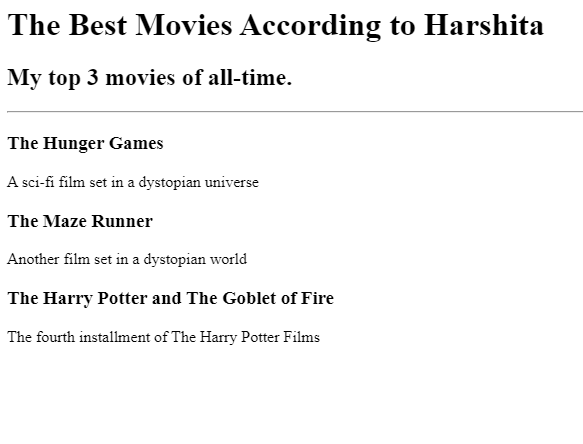 The Best Movies According to Harshita
My top 3 movies of all-time.
The Hunger Games
A sci-fi film set in a dystopian universe
The Maze Runner
Another film set in a dystopian world
The Harry Potter and The Goblet of Fire
The fourth installment of The Harry Potter Films